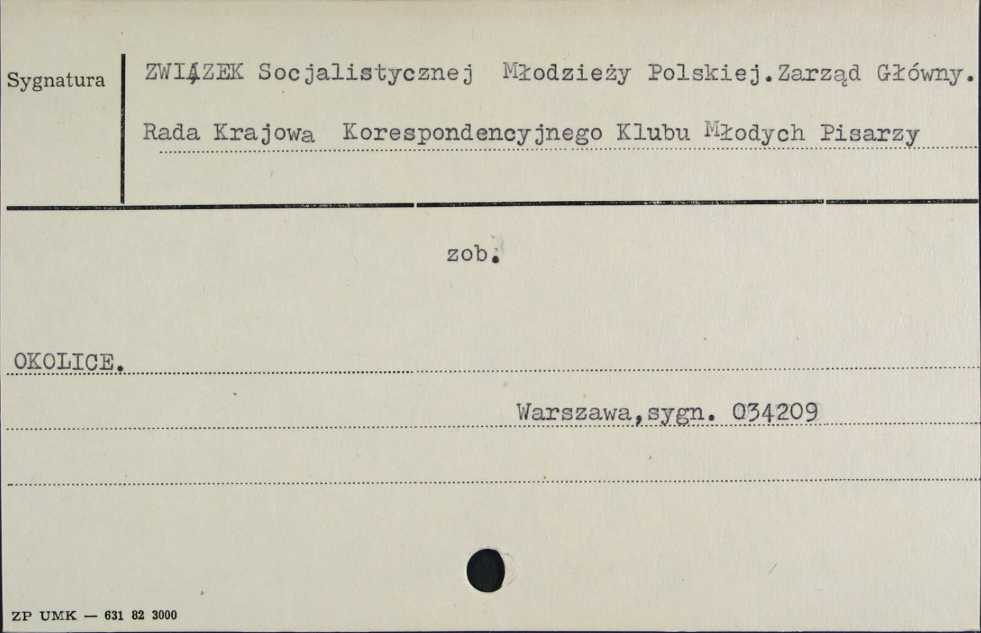 Sygnatura
ZWIĄZEK Socjalistycznej Młodzieży Polskiej.Zarząd Główny.
Rada Krajowa Korespondencyjnego Klubu Młodych Pisarzy
zob.
OKOLICE.
Warszawa,sygn. 034209
ZP UMK — 631 82 3000